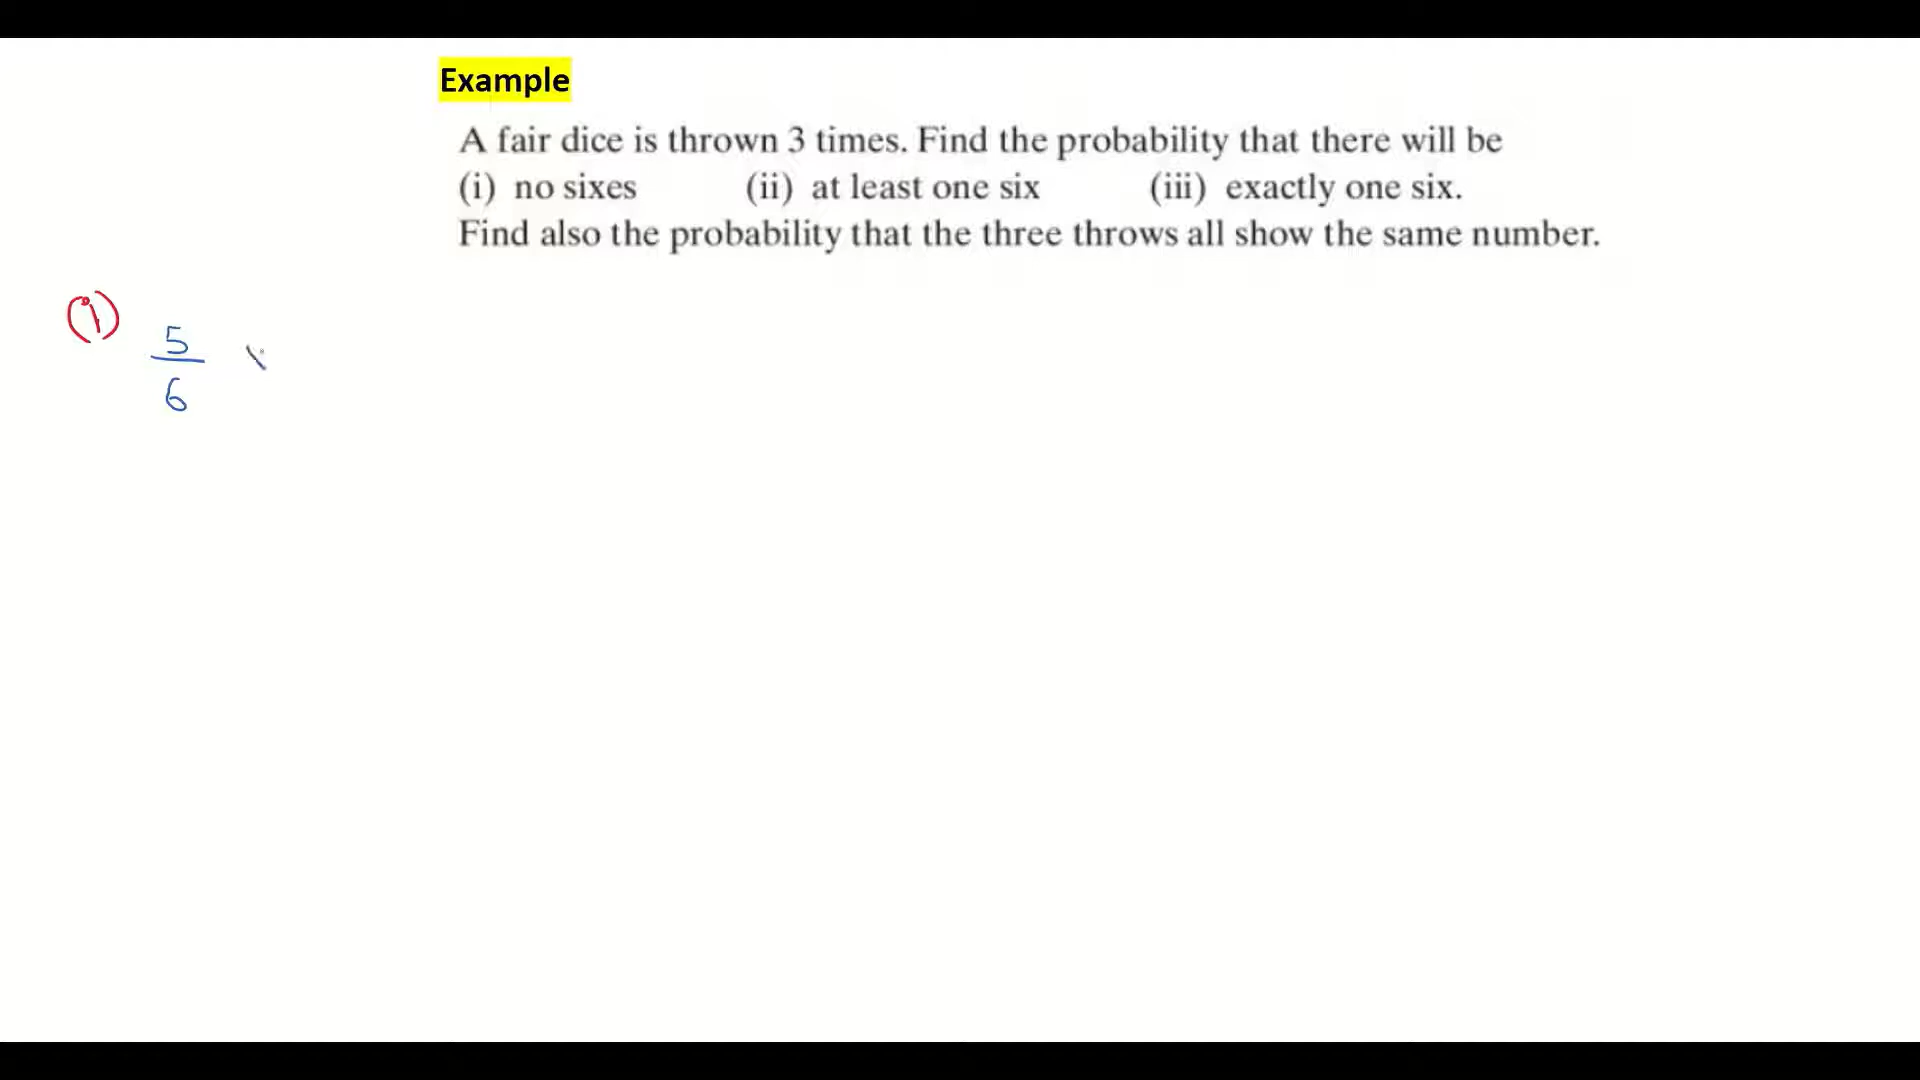 Example
A fair dice is thrown 3 times. Find the probability that there will be
(i) no sixes (ii) at least one six (iii) exactly one six.
Find also the probability that the three throws all show the same number.
(i)
5
6